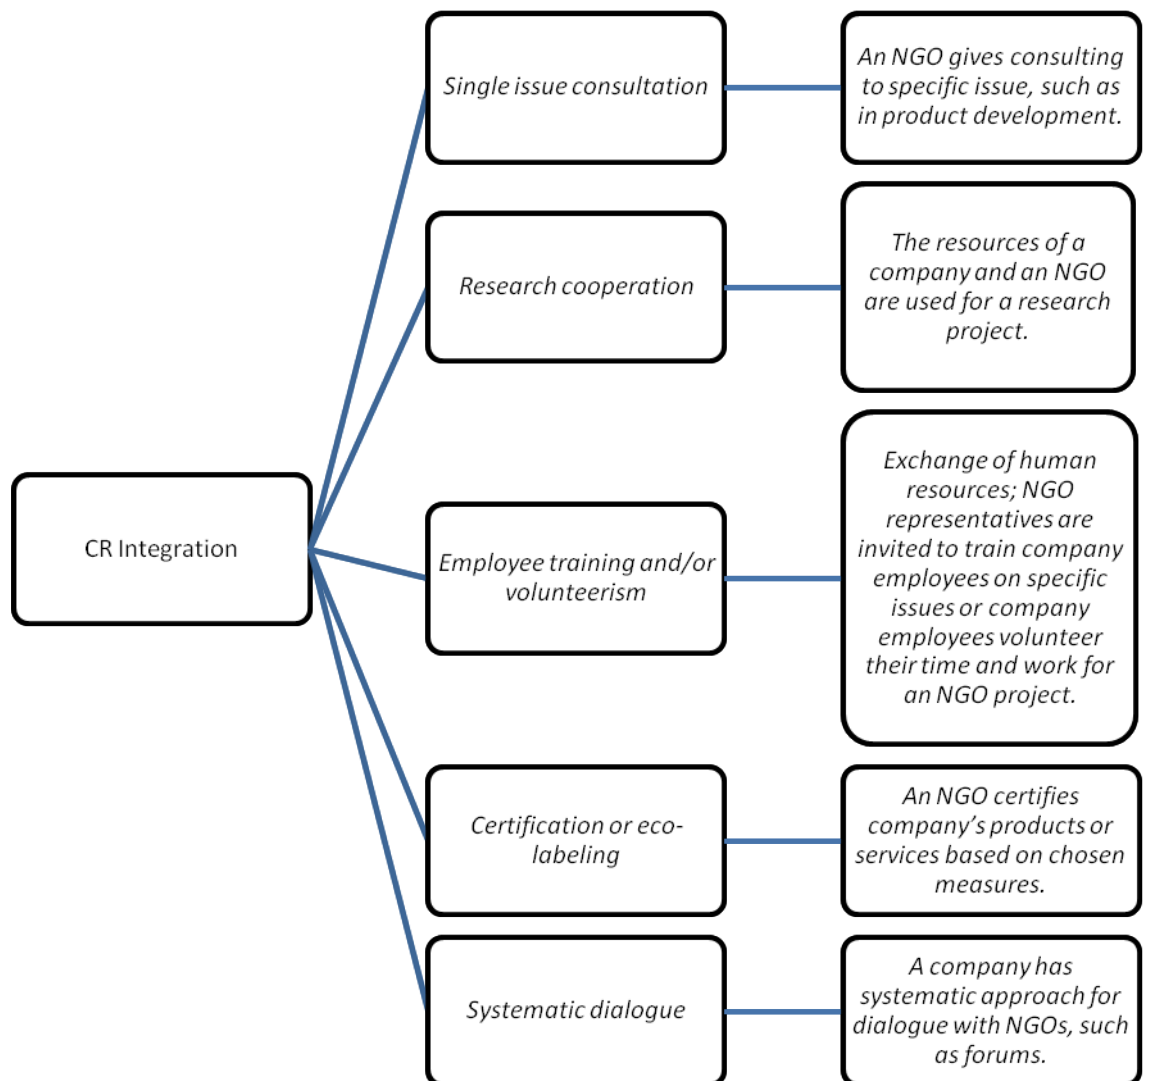 Single issue consultation
An NGO gives consulting
to specific issue, such as
in product development.
Research cooperation
The resources of a
company and an NGO
are used for a research
project.
CR Integration
Employee training and/or
volunteerism
Exchange of human
resources; NGO
representatives are
invited to train company
employees on specific
issues or company
employees volunteer
their time and work for
an NGO project.
Certification or eco-
labeling
An NGO certifies
company’s products or
services based on chosen
measures.
Systematic dialogue
A company has
systematic approach for
dialogue with NGOs, such
as forums.